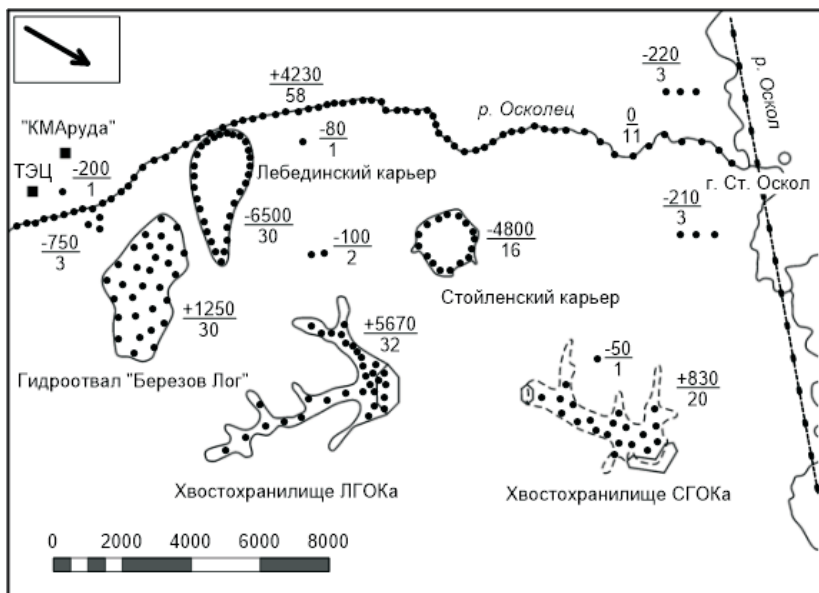 -220
3
р. Оскол
+4230
58
р. Осколец
0
11
"КМАруда"
-80
1
ТЭЦ
-200
1
Лебединский карьер
г. Ст. Оскол
-750
3
-6500
30
-100
2
-4800
16
-210
3
Стойленский карьер
+1250
30
+5670
32
-50
1
+830
20
Гидроотвал "Березов Лог"
Хвостохранилище ЛГОКа
Хвостохранилище СГОКа
0 2000 4000 6000 8000